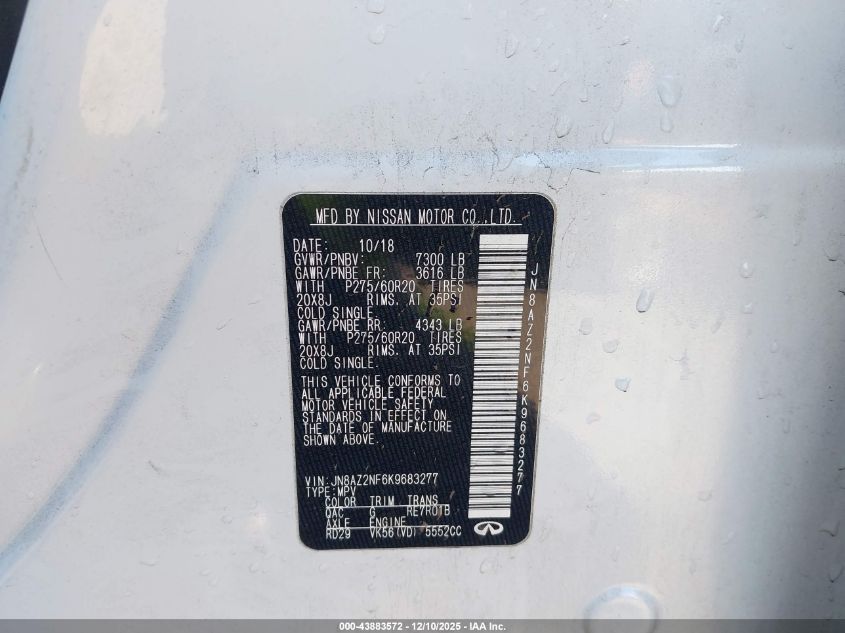 MFD BY NISSAN MOTOR CO.,LTD.
DATE: 10/18
GVWR/PNBV: 7300 LB
GAWR/PNBE FR: 3616 LB
WITH P275/60R20 TIRES
20X8J RIMS. AT 35PSI
COLD SINGLE.
GAWR/PNBE RR: 4343 LB
WITH P275/60R20 TIRES
20X8J RIMS. AT 35PSI
COLD SINGLE.
THIS VEHICLE CONFORMS TO
ALL APPLICABLE FEDERAL
MOTOR VEHICLE SAFETY
STANDARDS IN EFFECT ON
THE DATE OF MANUFACTURE
SHOWN ABOVE.
VIN: JN8AZ2NF6K9683277
TYPE: MPV
COLOR TRIM TRANS
QAC G RE7R01B
AXLE ENGINE
RD29 VK56(VD) 5552CC
JN8AZ2NF6K9683277
000-43883572 - 12/10/2025 - IAA Inc.